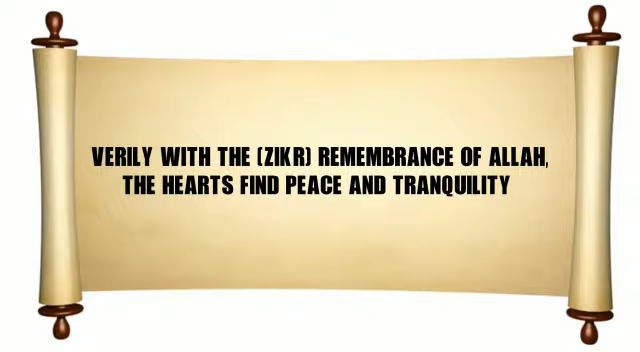 VERILY WITH THE (ZIKR) REMEMBRANCE OF ALLAH,
THE HEARTS FIND PEACE AND TRANQUILITY